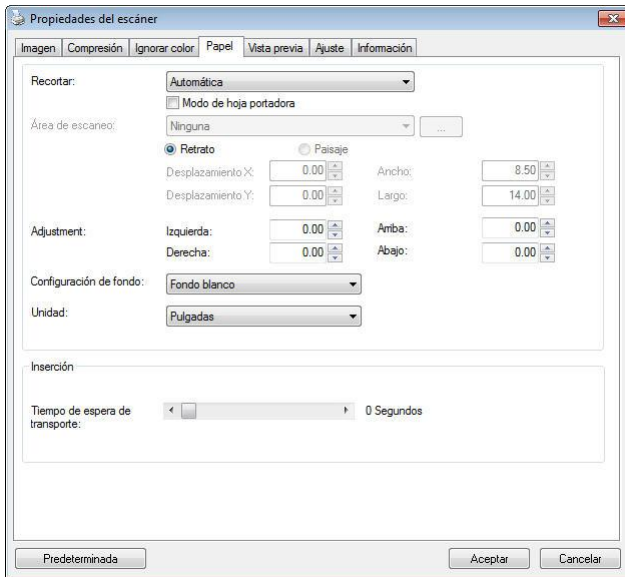 Propiedades del escáner
Imagen Compresión Ignorar color Papel Vista previa Ajuste Información
Recortar: Automática
Modo de hoja portadora
Área de escaneo: Ninguna ...
Retrato Paisaje
Desplazamiento X: 0.00 Ancho: 8.50
Desplazamiento Y: 0.00 Largo: 14.00
Adjustment: Izquierda: 0.00 Arriba: 0.00
Derecha: 0.00 Abajo: 0.00
Configuración de fondo: Fondo blanco
Unidad: Pulgadas
Inserción
Tiempo de espera de 0 Segundos
transporte:
Predeterminada Aceptar Cancelar